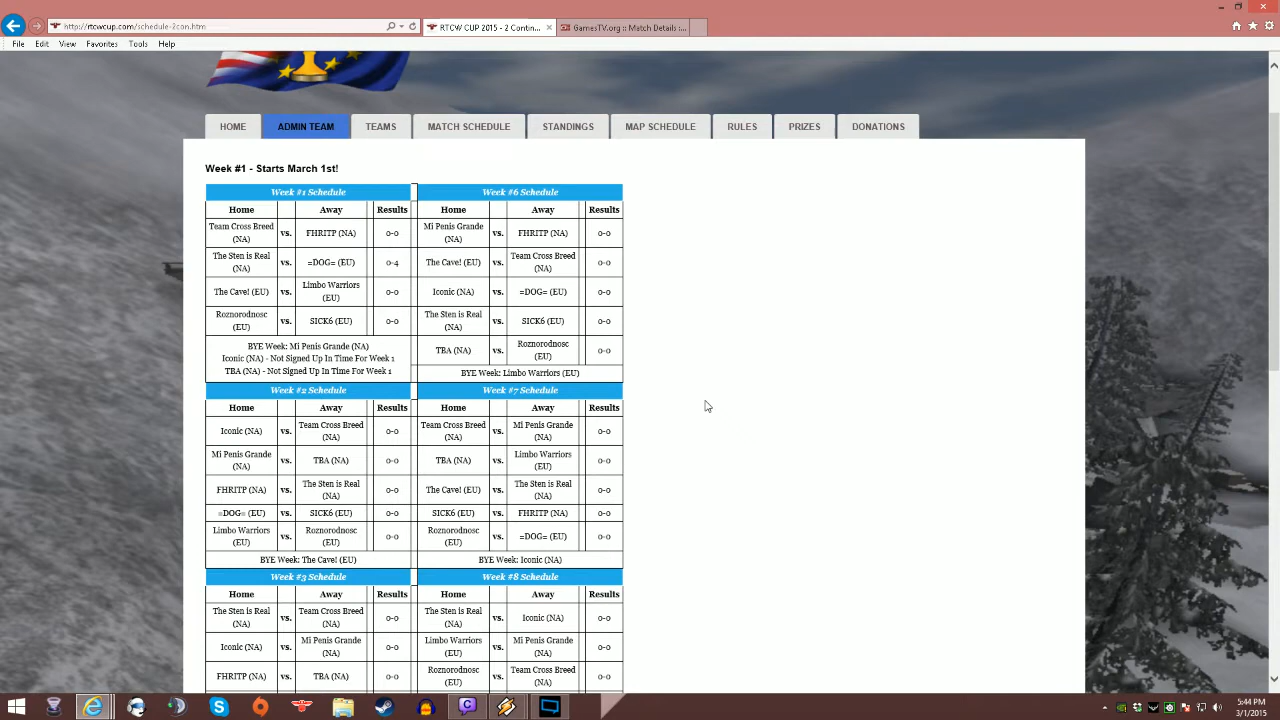 http://rtcwcup.com/schedule-2con.htm
RTCW CUP 2015 - 2 Contin...
GamesTV.org :: Match Details :...
File Edit View Favorites Tools Help
HOME ADMIN TEAM TEAMS MATCH SCHEDULE STANDINGS MAP SCHEDULE RULES PRIZES DONATIONS
Week #1 - Starts March 1st!
Week #1 Schedule
Home Away Results
Team Cross Breed (NA) vs. FHRITP (NA) 0-0
The Sten is Real (NA) vs. =DOG= (EU) 0-4
The Cave! (EU) vs. Limbo Warriors (EU) 0-0
Roznorodnosc (EU) vs. SICK6 (EU) 0-0
BYE Week: Mi Penis Grande (NA)
Iconic (NA) - Not Signed Up In Time For Week 1
TBA (NA) - Not Signed Up In Time For Week 1
Week #6 Schedule
Home Away Results
Mi Penis Grande (NA) vs. FHRITP (NA) 0-0
The Cave! (EU) vs. Team Cross Breed (NA) 0-0
Iconic (NA) vs. =DOG= (EU) 0-0
The Sten is Real (NA) vs. SICK6 (EU) 0-0
TBA (NA) vs. Roznorodnosc (EU) 0-0
BYE Week: Limbo Warriors (EU)
Week #2 Schedule
Home Away Results
Iconic (NA) vs. Team Cross Breed (NA) 0-0
Mi Penis Grande (NA) vs. TBA (NA) 0-0
FHRITP (NA) vs. The Sten is Real (NA) 0-0
=DOG= (EU) vs. SICK6 (EU) 0-0
Limbo Warriors (EU) vs. Roznorodnosc (EU) 0-0
BYE Week: The Cave! (EU)
Week #7 Schedule
Home Away Results
Team Cross Breed (NA) vs. Mi Penis Grande (NA) 0-0
TBA (NA) vs. Limbo Warriors (EU) 0-0
The Cave! (EU) vs. The Sten is Real (NA) 0-0
SICK6 (EU) vs. FHRITP (NA) 0-0
Roznorodnosc (EU) vs. =DOG= (EU) 0-0
BYE Week: Iconic (NA)
Week #3 Schedule
Home Away Results
The Sten is Real (NA) vs. Team Cross Breed (NA) 0-0
Iconic (NA) vs. Mi Penis Grande (NA) 0-0
FHRITP (NA) vs. TBA (NA) 0-0
Week #8 Schedule
Home Away Results
The Sten is Real (NA) vs. Iconic (NA) 0-0
Limbo Warriors (EU) vs. Mi Penis Grande (NA) 0-0
Roznorodnosc (EU) vs. Team Cross Breed (NA) 0-0
5:44 PM
3/1/2015